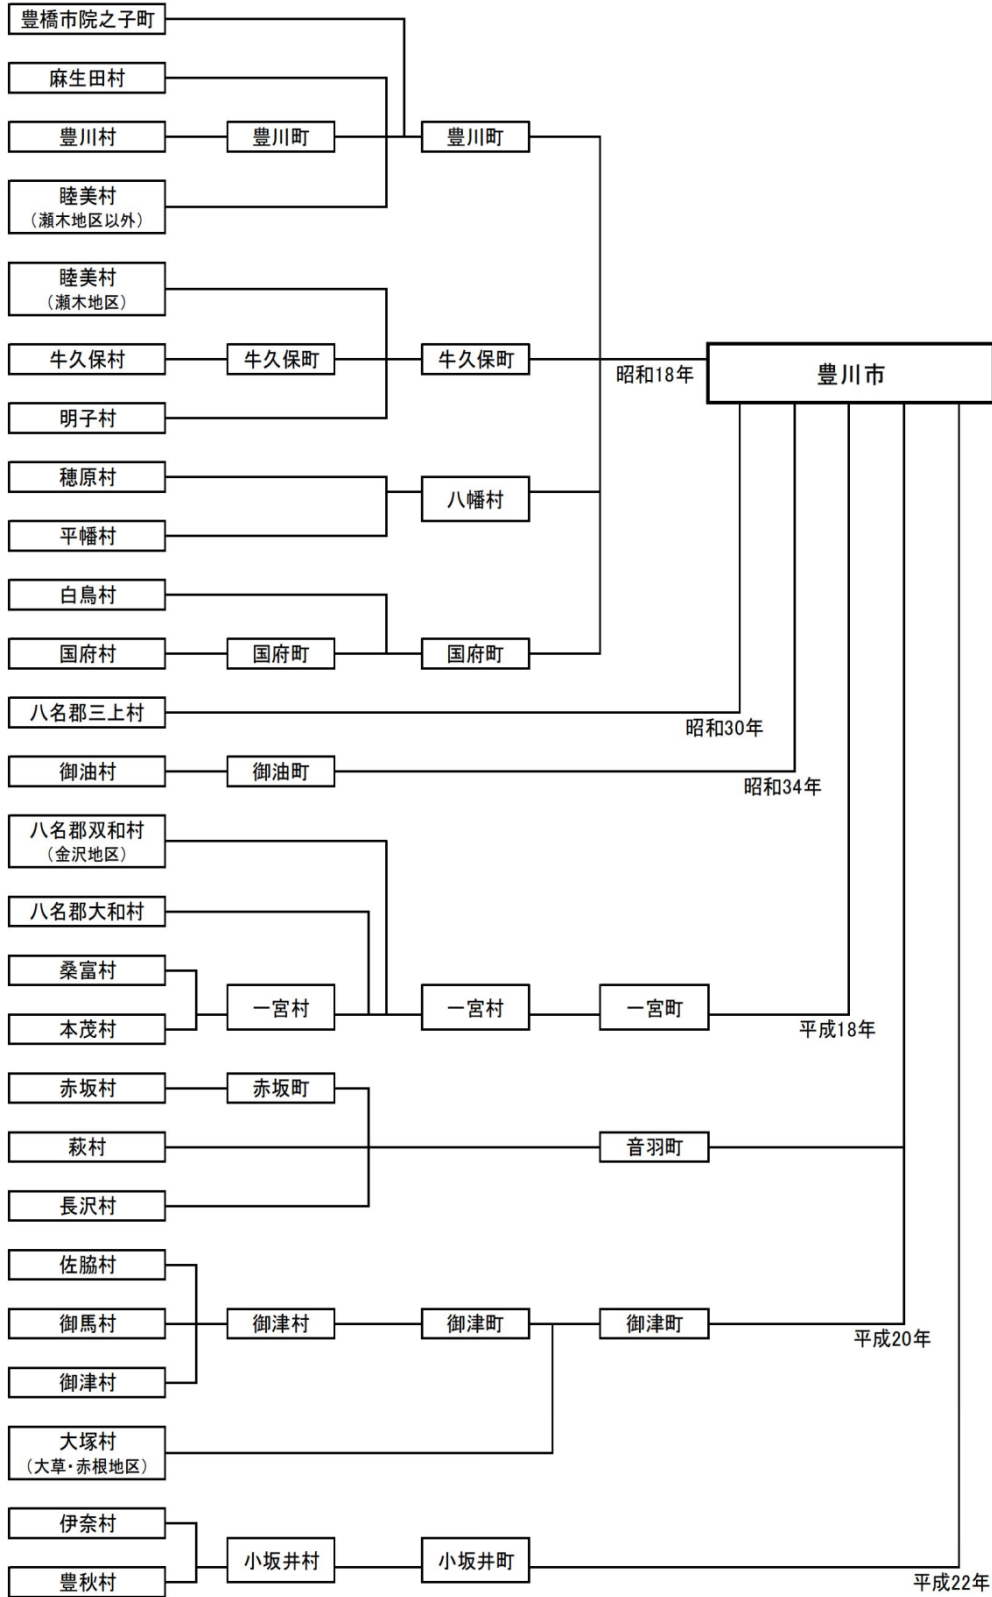 豊橋市院之子町
麻生田村
豊川村
豊川町
豊川町
睦美村
（瀬木地区以外）
睦美村
（瀬木地区）
牛久保村
牛久保町
牛久保町
昭和18年
豊川市
明子村
穂原村
八幡村
平幡村
白鳥村
国府村
国府町
国府町
八名郡三上村
昭和30年
御油村
御油町
昭和34年
八名郡双和村
（金沢地区）
八名郡大和村
桑富村
一宮村
一宮村
一宮町
本茂村
平成18年
赤坂村
赤坂町
萩村
音羽町
長沢村
佐脇村
御馬村
御津村
御津町
御津町
平成20年
御津村
大塚村
（大草・赤根地区）
伊奈村
小坂井村
小坂井町
豊秋村
平成22年